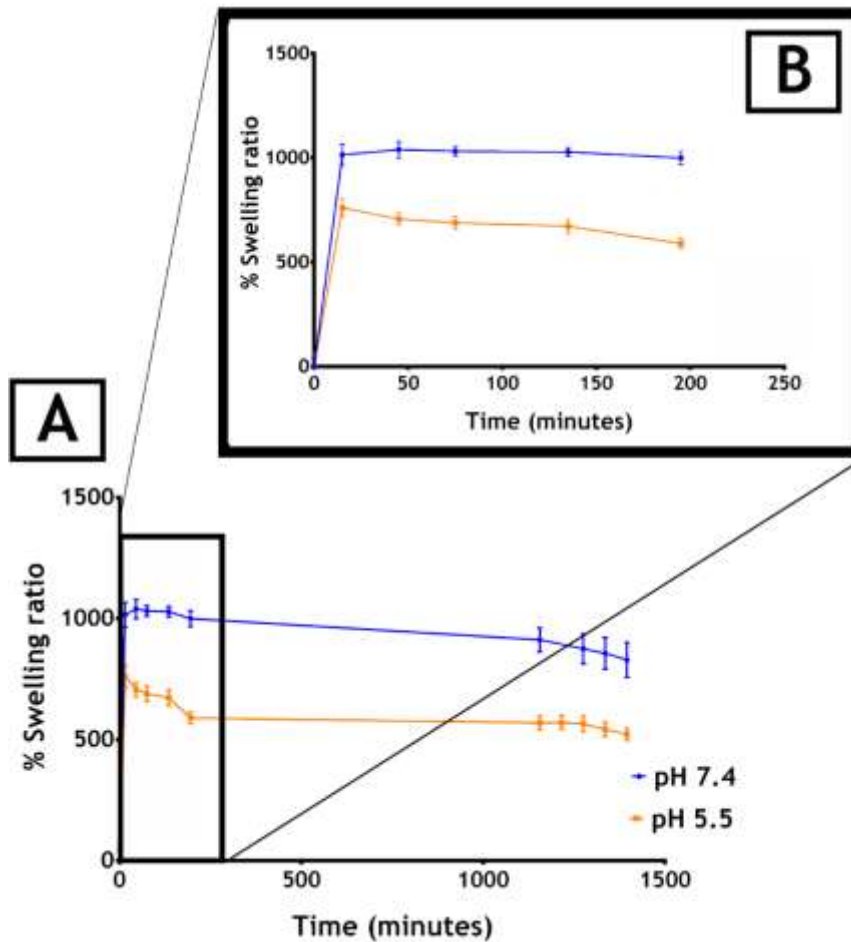 B
1500
1000
500
0
% Swelling ratio
0 50 100 150 200 250
Time (minutes)
A
1500
1000
500
0
% Swelling ratio
pH 7.4
pH 5.5
0 500 1000 1500
Time (minutes)